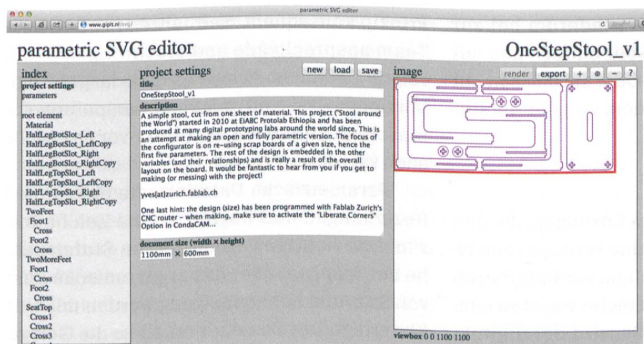 parametric SVG editor
www.gipt.nl/svg/
parametric SVG editor
OneStepStool_v1
index
project settings
parameters
root element
Material
HalfLegBotSlot_Left
HalfLegBotSlot_LeftCopy
HalfLegBotSlot_Right
HalfLegBotSlot_RightCopy
HalfLegTopSlot_Left
HalfLegTopSlot_LeftCopy
HalfLegTopSlot_Right
HalfLegTopSlot_RightCopy
TwoFeet
Foot1
Cross
Foot2
Cross
TwoMoreFeet
Foot1
Cross
Foot2
Cross
SeatTop
Cross1
Cross2
Cross3
project settings
new load save
title
OneStepStool_v1
description
A simple stool, cut from one sheet of material. This project ("Stool around
the World") started in 2010 at EiABC Protolab Ethiopia and has been
produced at many digital prototyping labs around the world since. This is
an attempt at making an open and fully parametric version. The focus of
the configurator is on re-using scrap boards of a given size, hence the
first five parameters. The rest of the design is embedded in the other
variables (and their relationships) and is really a result of the overall
layout on the board. It would be fantastic to hear from you if you get to
making (or messing) with the project!
yves[at]zurich.fablab.ch
One last hint: the design (size) has been programmed with Fablab Zurich's
CNC router – when making, make sure to activate the "Liberate Corners"
Option in CondaCAM...
document size (width × height)
1100mm × 600mm
image
render export + ⊕ − ?
viewbox 0 0 1100 1100